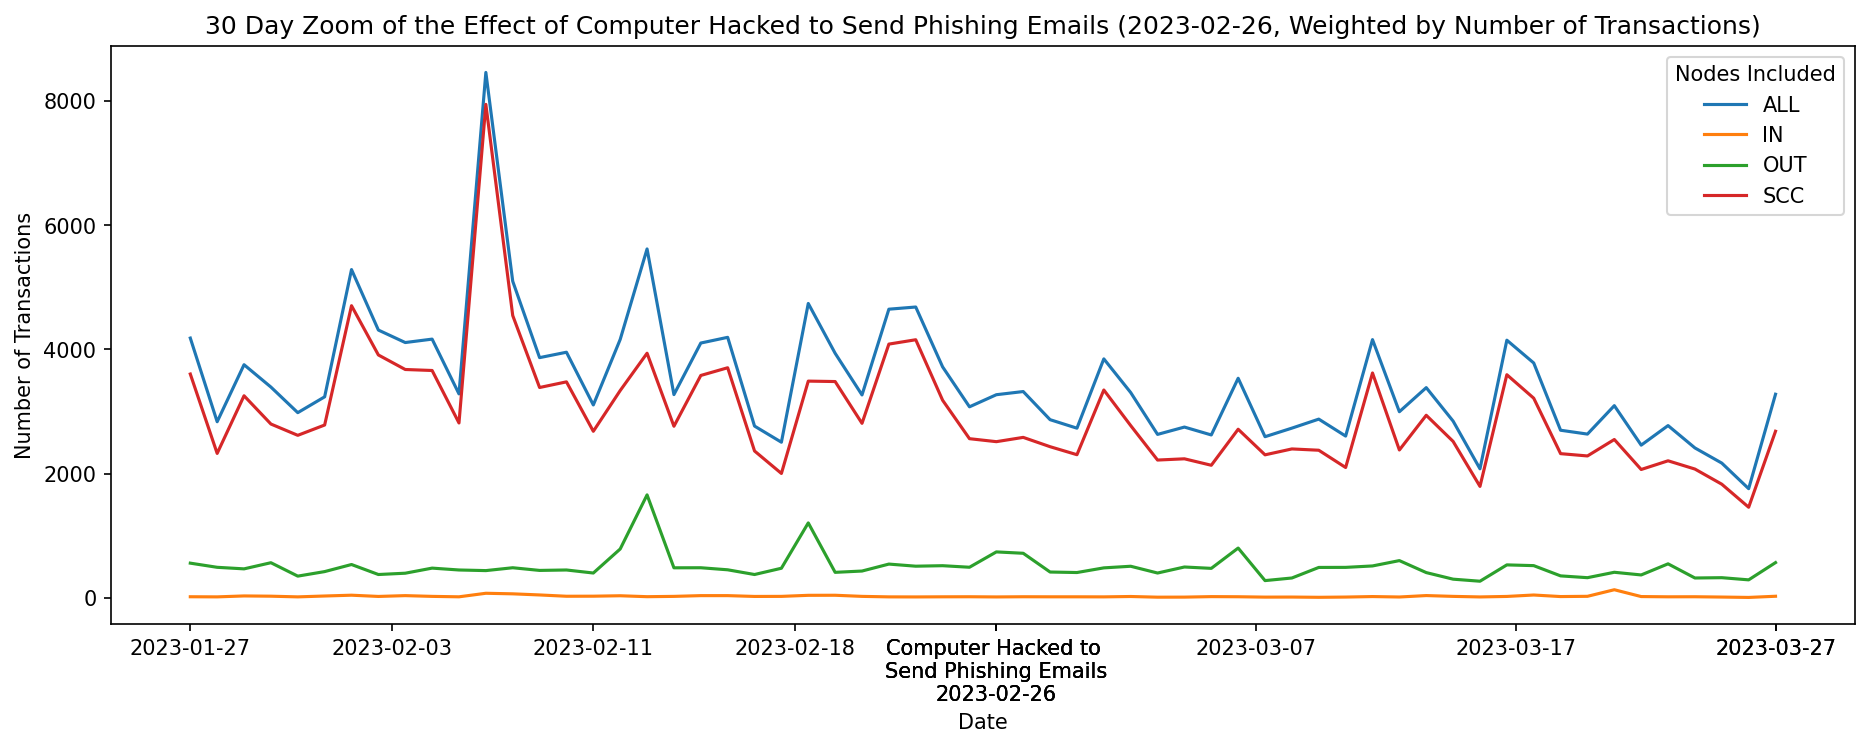 30 Day Zoom of the Effect of Computer Hacked to Send Phishing Emails (2023-02-26, Weighted by Number of Transactions)
Nodes Included
ALL
IN
OUT
SCC
Number of Transactions
8000
6000
4000
2000
0
2023-01-27
2023-02-03
2023-02-11
2023-02-18
Computer Hacked to
Send Phishing Emails
2023-02-26
2023-03-07
2023-03-17
2023-03-27
Date